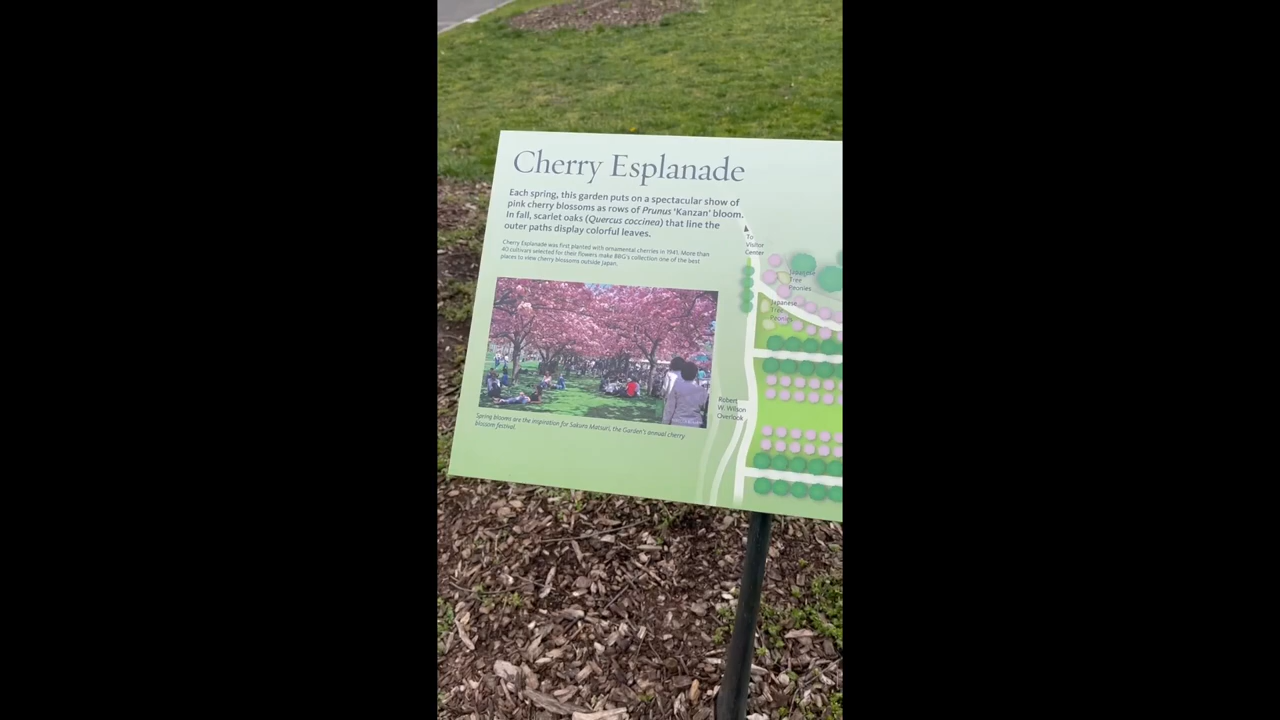 Cherry Esplanade
Each spring, this garden puts on a spectacular show of
pink cherry blossoms as rows of Prunus 'Kanzan' bloom.
In fall, scarlet oaks (Quercus coccinea) that line the
outer paths display colorful leaves.
Cherry Esplanade was first planted with ornamental cherries in 1941. More than
40 cultivars selected for their flowers make BBG's collection one of the best
places to view cherry blossoms outside Japan.
Spring blooms are the inspiration for Sakura Matsuri, the Garden's annual cherry
blossom festival.
To
Visitor
Center
Japanese
Tree
Peonies
Japanese
Tree
Peonies
Robert
W. Wilson
Overlook